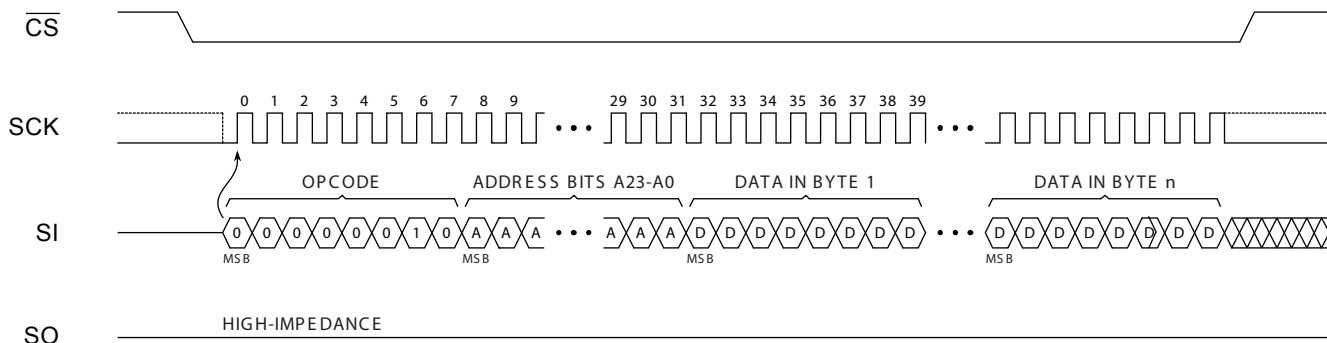 CS
0 1 2 3 4 5 6 7 8 9 29 30 31 32 33 34 35 36 37 38 39
SCK
OPCODE ADDRESS BITS A23-A0 DATA IN BYTE 1 DATA IN BYTE n
SI 0 0 0 0 0 0 1 0 A A A A A A D D D D D D D D D D D D D D D D
MSB MSB MSB MSB
HIGH-IMPEDANCE
SO